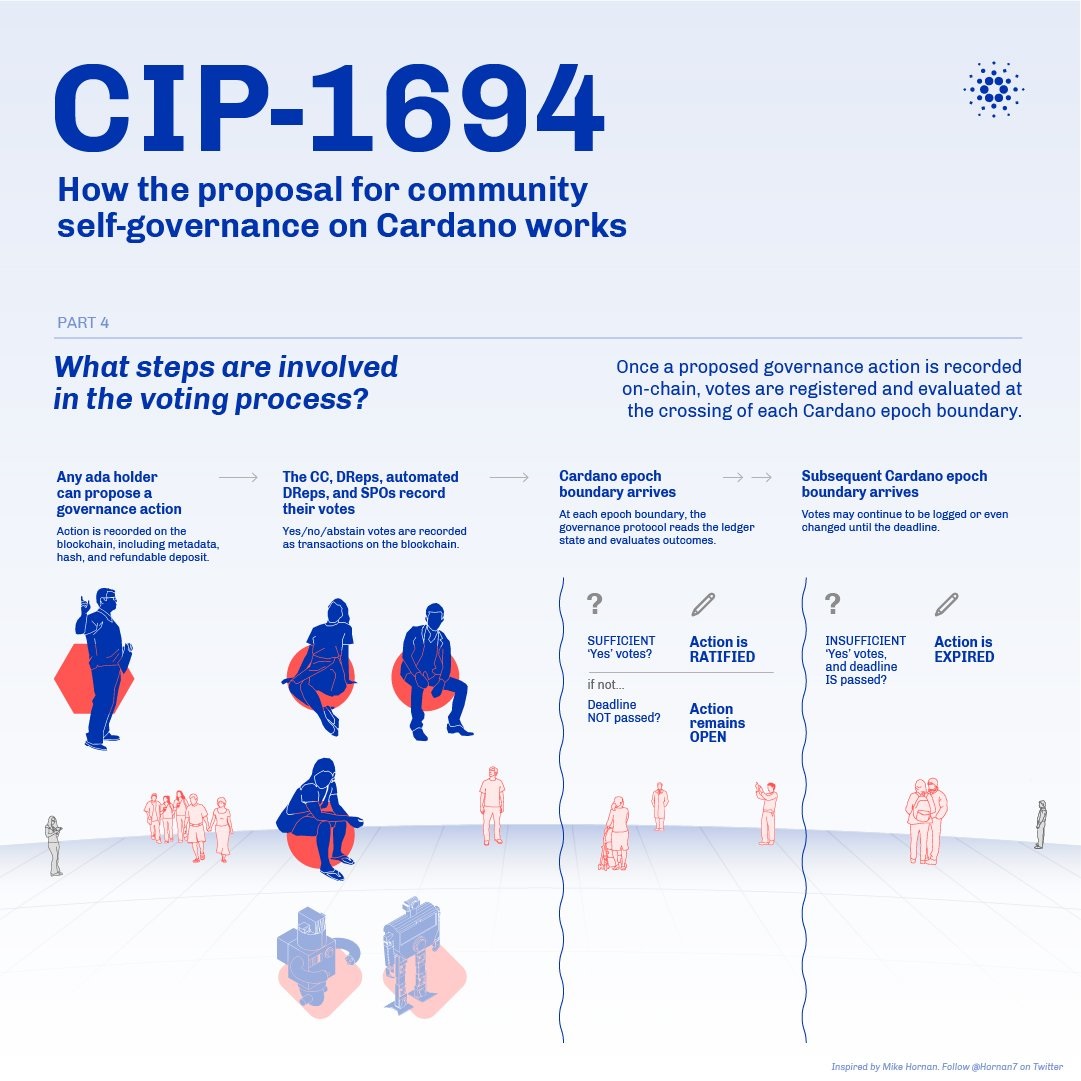 CIP-1694
How the proposal for community
self-governance on Cardano works
PART 4
What steps are involved
in the voting process?
Once a proposed governance action is recorded
on-chain, votes are registered and evaluated at
the crossing of each Cardano epoch boundary.
Any ada holder
can propose a
governance action
Action is recorded on the
blockchain, including metadata,
hash, and refundable deposit.
The CC, DReps, automated
DReps, and SPOs record
their votes
Yes/no/abstain votes are recorded
as transactions on the blockchain.
Cardano epoch
boundary arrives
At each epoch boundary, the
governance protocol reads the ledger
state and evaluates outcomes.
Subsequent Cardano epoch
boundary arrives
Votes may continue to be logged or even
changed until the deadline.
?
SUFFICIENT
‘Yes’ votes?
Action is
RATIFIED
if not...
Deadline
NOT passed?
Action
remains
OPEN
?
INSUFFICIENT
‘Yes’ votes,
and deadline
IS passed?
Action is
EXPIRED
Inspired by Mike Hornan. Follow @Hornan7 on Twitter